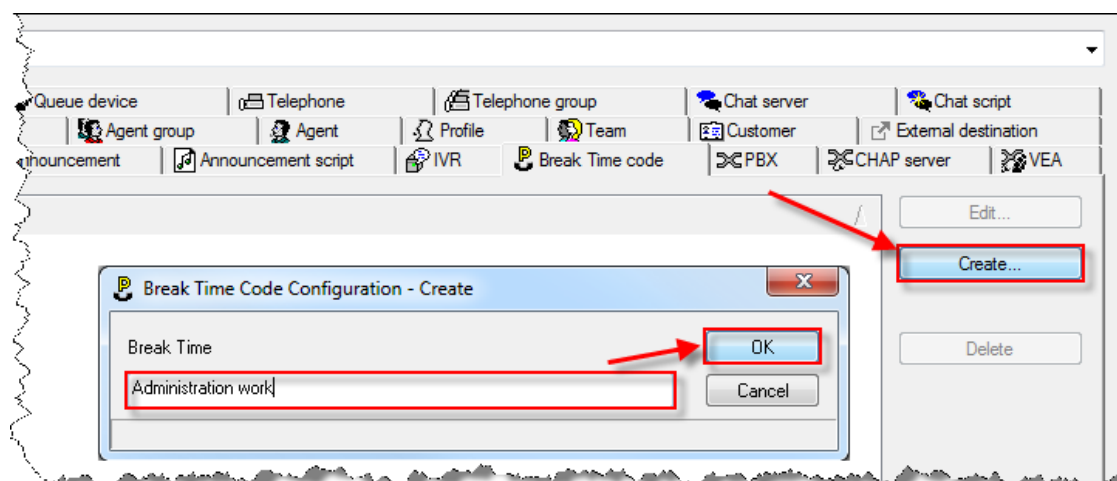 Queue device Telephone Telephone group Chat server Chat script
Agent group Agent Profile Team Customer External destination
nouncement Announcement script IVR Break Time code PBX CHAP server VEA
Edit...
Create...
Break Time Code Configuration - Create
Break Time OK
Delete
Administration work Cancel